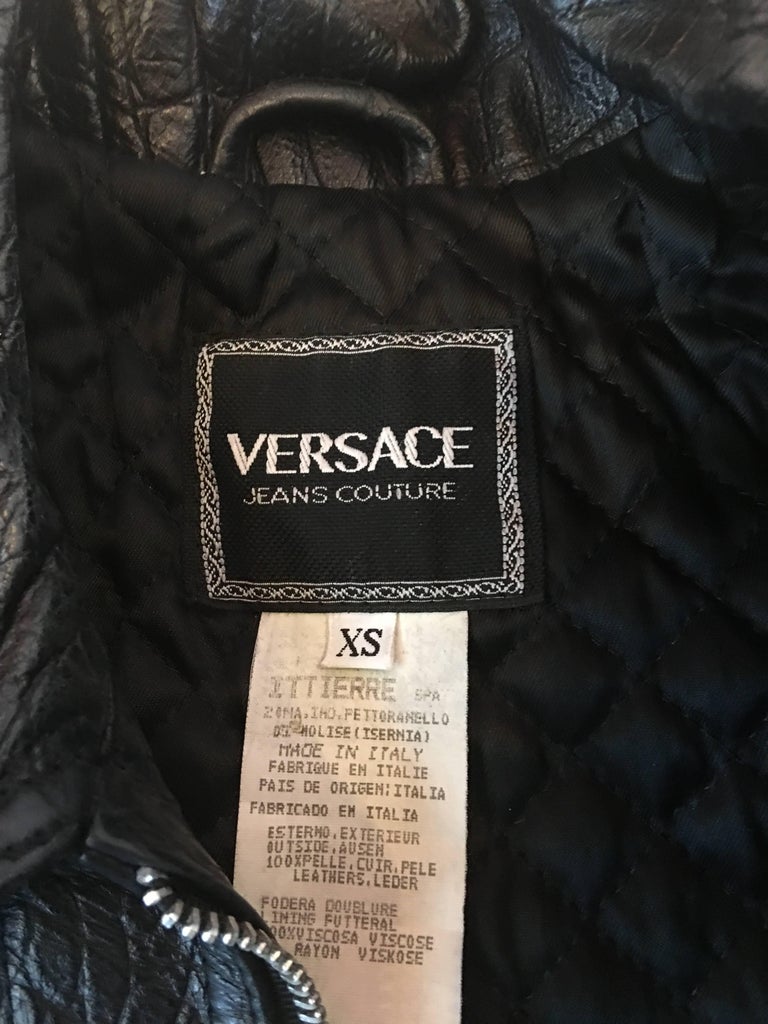 VERSACE
JEANS COUTURE
XS
ITTIERRE SPA
ZONA.IND.PETTORANELLO
DI MOLISE(ISERNIA)
MADE IN ITALY
FABRIQUE EN ITALIE
PAIS DE ORIGEN:ITALIA
FABRICADO EN ITALIA
ESTERNO.EXTERIEUR
OUTSIDE.AUSEN
100%PELLE.CUIR.PELE
LEATHERS.LEDER
FODERA DOUBLURE
LINING FUTTERAL
00%VISCOSA VISCOSE
RAYON VISKOSE